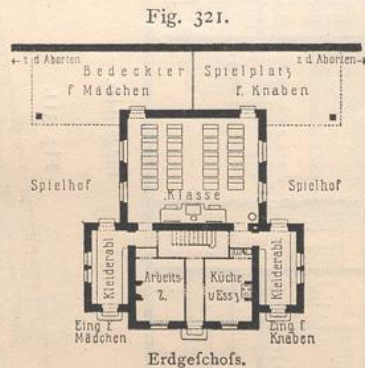 Fig. 321.
z. d. Aborten
z. d. Aborten
Bedeckter Spielplatz
f. Mädchen
f. Knaben
Spielhof
Spielhof
Klasse
Kleiderabl.
Arbeits-
Z.
Küche
u Essz
Kleiderabl.
Eing f.
Mädchen
Eing f.
Knaben
Erdgeſchoſs.